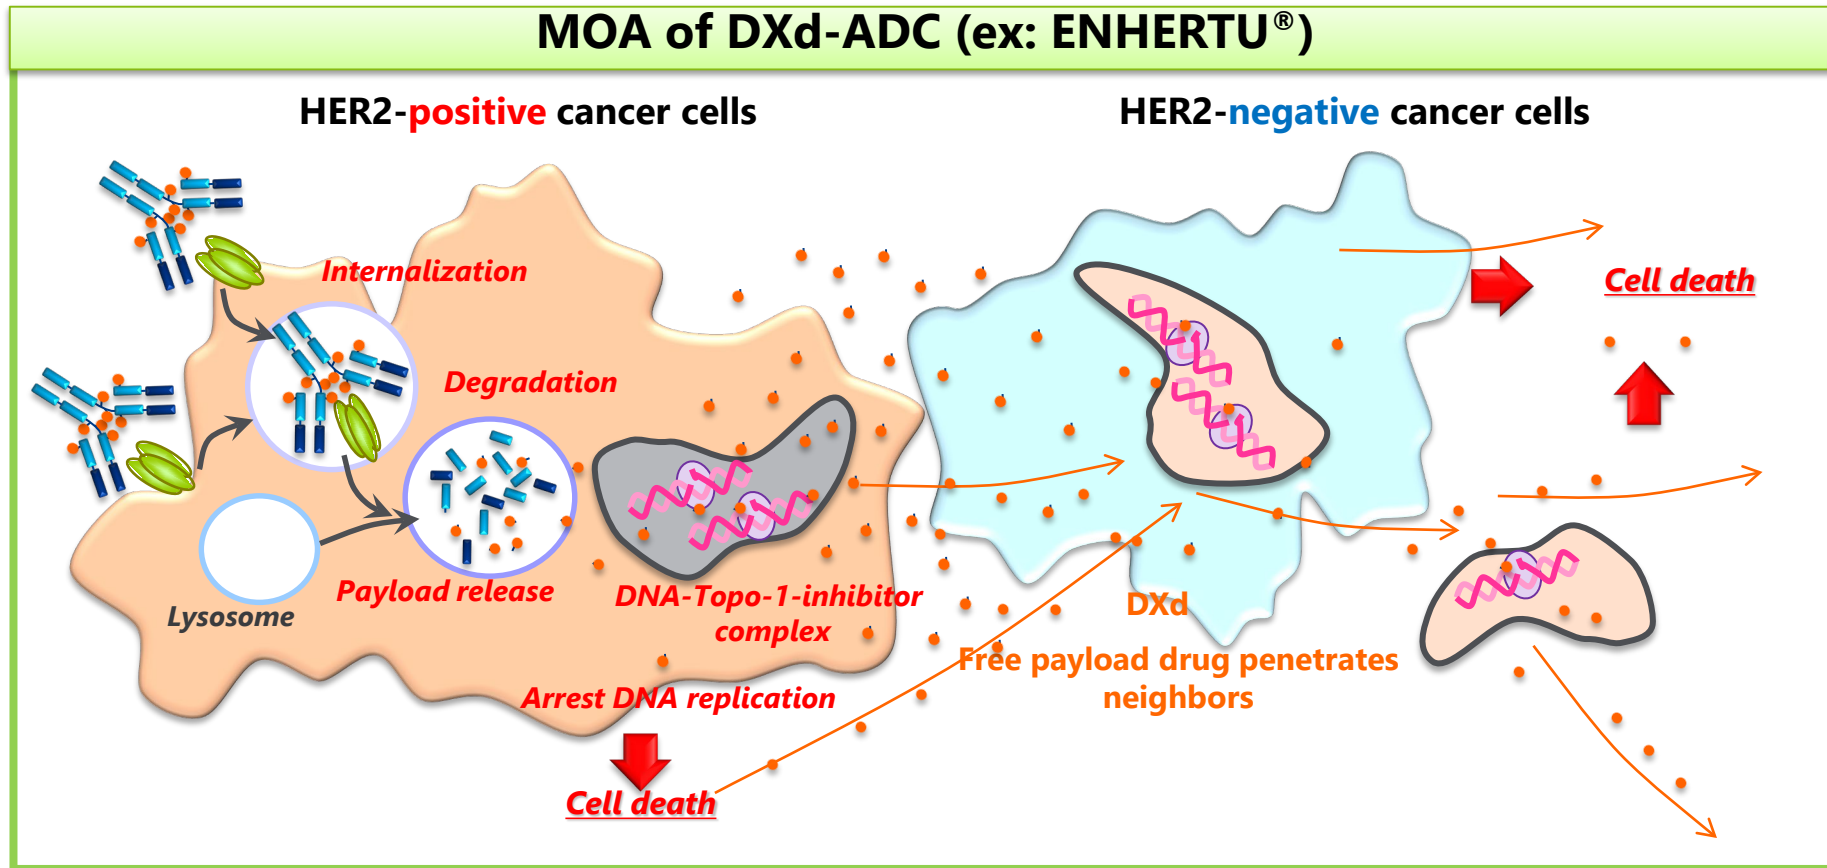 MOA of DXd-ADC (ex: ENHERTU®)
HER2-positive cancer cells
HER2-negative cancer cells
Internalization
Cell death
Degradation
Payload release
Lysosome
DNA-Topo-1-inhibitor
complex
DXd
Free payload drug penetrates
neighbors
Arrest DNA replication
Cell death